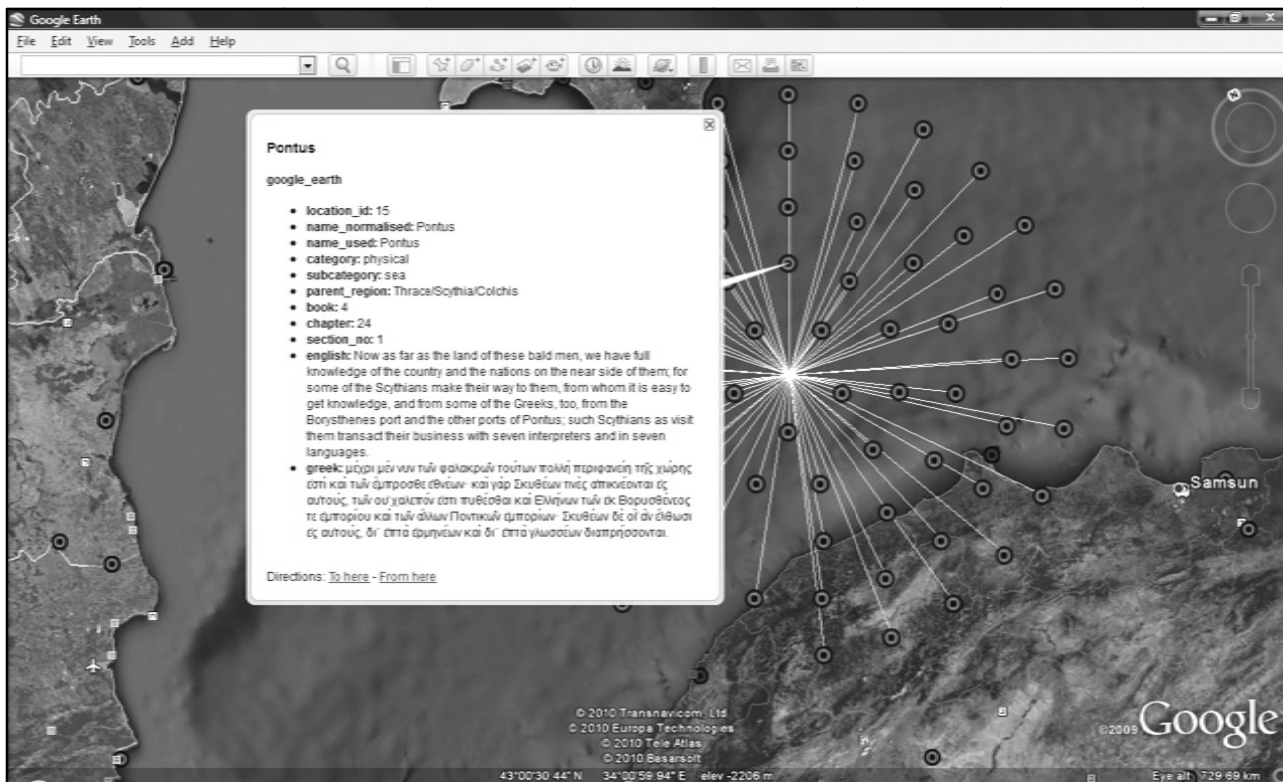 Google Earth
File Edit View Tools Add Help
Pontus
google_earth
location_id: 15
name_normalised: Pontus
name_used: Pontus
category: physical
subcategory: sea
parent_region: Thrace/Scythia/Colchis
book: 4
chapter: 24
section_no: 1
english: Now as far as the land of these bald men, we have full
knowledge of the country and the nations on the near side of them; for
some of the Scythians make their way to them, from whom it is easy to
get knowledge, and from some of the Greeks, too, from the
Borysthenes port and the other ports of Pontus; such Scythians as visit
them transact their business with seven interpreters and in seven
languages.
greek: μέχρι μέν νυν τῶν φαλακρῶν τούτων πολλὴ περιφανείη τῆς χώρης
ἐστὶ καὶ τῶν ἔμπροσθε ἐθνέων· καὶ γὰρ Σκυθέων τινὲς ἀπικνέονται ἐς
αὐτούς, τῶν οὐ χαλεπόν ἐστι πυθέσθαι καὶ Ἑλλήνων τῶν ἐκ Βορυσθένεος
τε ἐμπορίου καὶ τῶν ἄλλων Ποντικῶν ἐμπορίων· Σκυθέων δὲ οἳ ἂν ἔλθωσι
ἐς αὐτούς, δι᾽ ἑπτὰ ἑρμηνέων καὶ δι᾽ ἑπτὰ γλωσσέων διαπρήσσονται.
Directions: To here - From here
Samsun
© 2010 Transnavicom, Ltd
© 2010 Europa Technologies
© 2010 Tele Atlas
© 2010 Basarsoft
©2009 Google
43°00'30.44" N 34°00'59.94" E elev -2206 m Eye alt 729.69 km